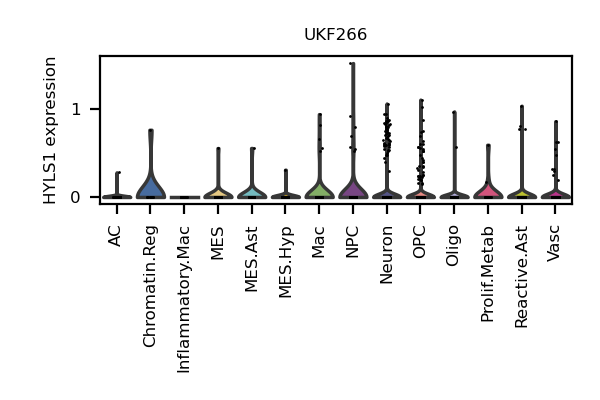 UKF266
HYLS1 expression
1
0
AC
Chromatin.Reg
Inflammatory.Mac
MES
MES.Ast
MES.Hyp
Mac
NPC
Neuron
OPC
Oligo
Prolif.Metab
Reactive.Ast
Vasc